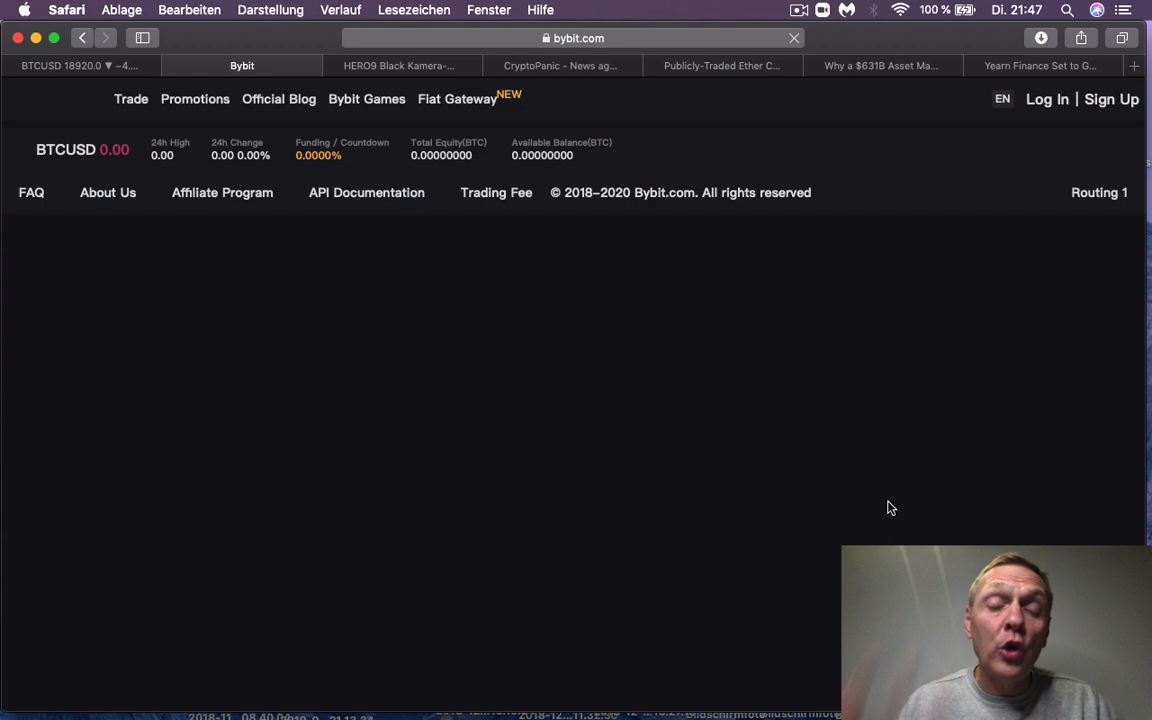 Safari Ablage Bearbeiten Darstellung Verlauf Lesezeichen Fenster Hilfe 100 % Di. 21:47
bybit.com
BTCUSD 18920.0 ▼ −4.... Bybit HERO9 Black Kamera-... CryptoPanic - News ag... Publicly-Traded Ether C... Why a $631B Asset Ma... Yearn Finance Set to G...
Trade Promotions Official Blog Bybit Games Fiat Gateway NEW EN Log In | Sign Up
BTCUSD 0.00
24h High 24h Change Funding / Countdown Total Equity(BTC) Available Balance(BTC)
0.00 0.00 0.00% 0.0000% 0.00000000 0.00000000
FAQ About Us Affiliate Program API Documentation Trading Fee © 2018–2020 Bybit.com. All rights reserved Routing 1